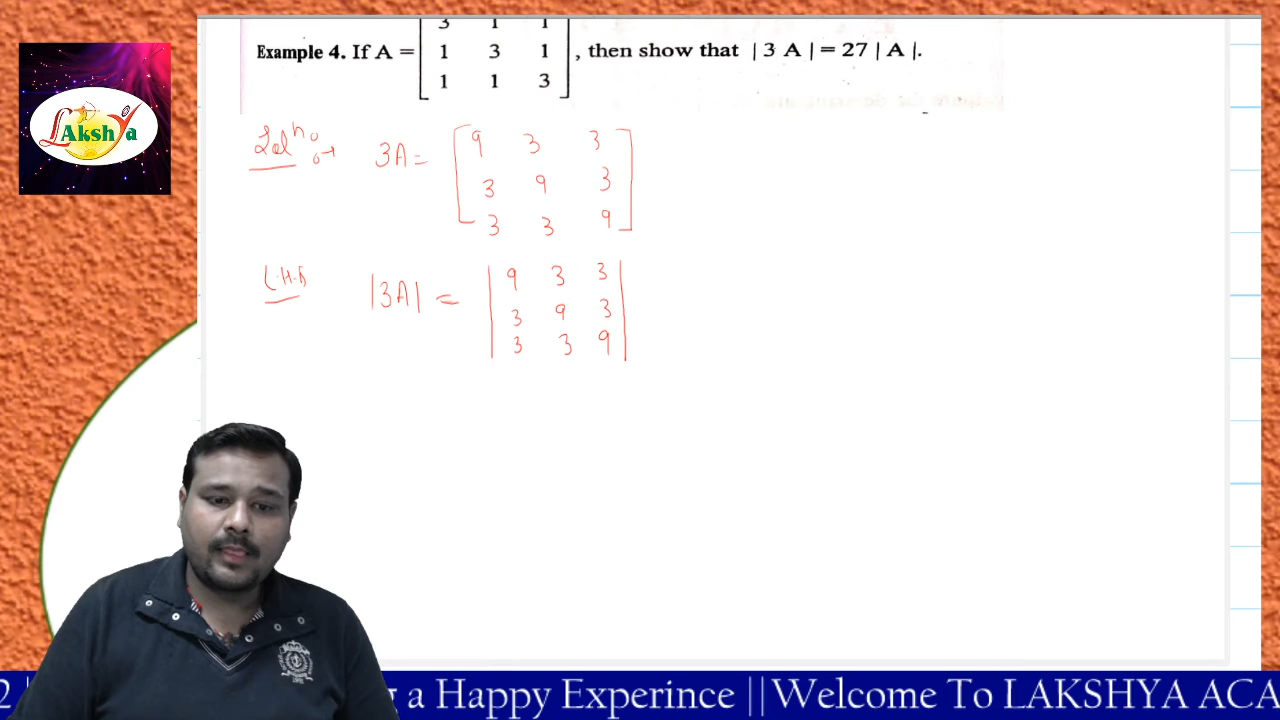 LAkshYa
3 1 1
Example 4. If A = [ 1 3 1 ] , then show that | 3 A | = 27 | A |.
1 1 3
Solⁿ :→ 3A = [ 9 3 3
3 9 3
3 3 9 ]
L.H.S
|3A| = | 9 3 3
3 9 3
3 3 9 |
2 || g a Happy Experince ||Welcome To LAKSHYA ACA